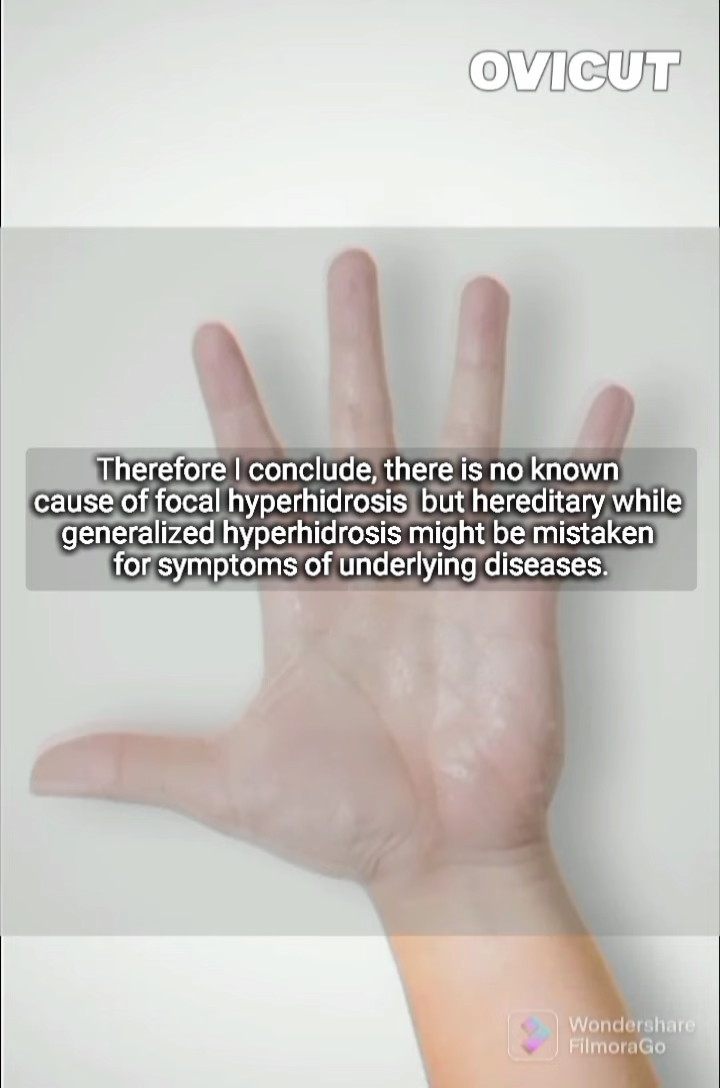 OVICUT
Therefore I conclude, there is no known
cause of focal hyperhidrosis but hereditary while
generalized hyperhidrosis might be mistaken
for symptoms of underlying diseases.
Wondershare
FilmoraGo